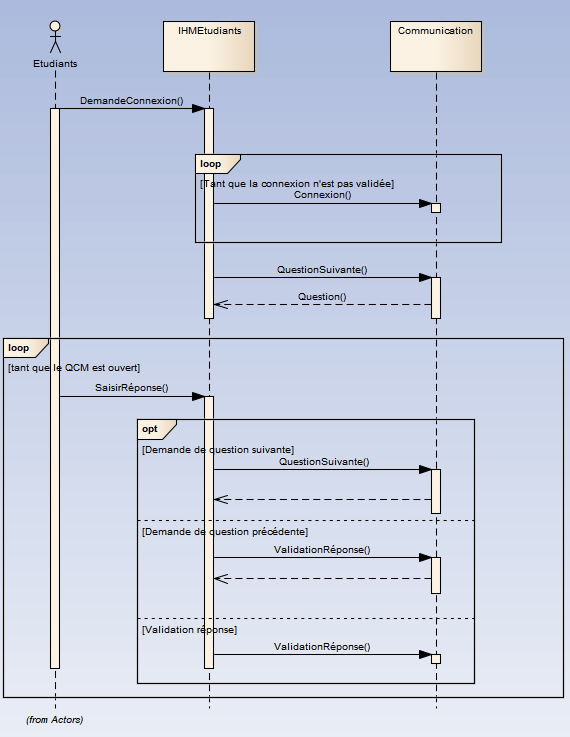 IHMEtudiants
Communication
Etudiants
DemandeConnexion()
loop
[Tant que la connexion n'est pas validée]
Connexion()
QuestionSuivante()
Question()
loop
[tant que le QCM est ouvert]
SaisirRéponse()
opt
[Demande de question suivante]
QuestionSuivante()
[Demande de question précédente]
ValidationRéponse()
[Validation réponse]
ValidationRéponse()
(from Actors)